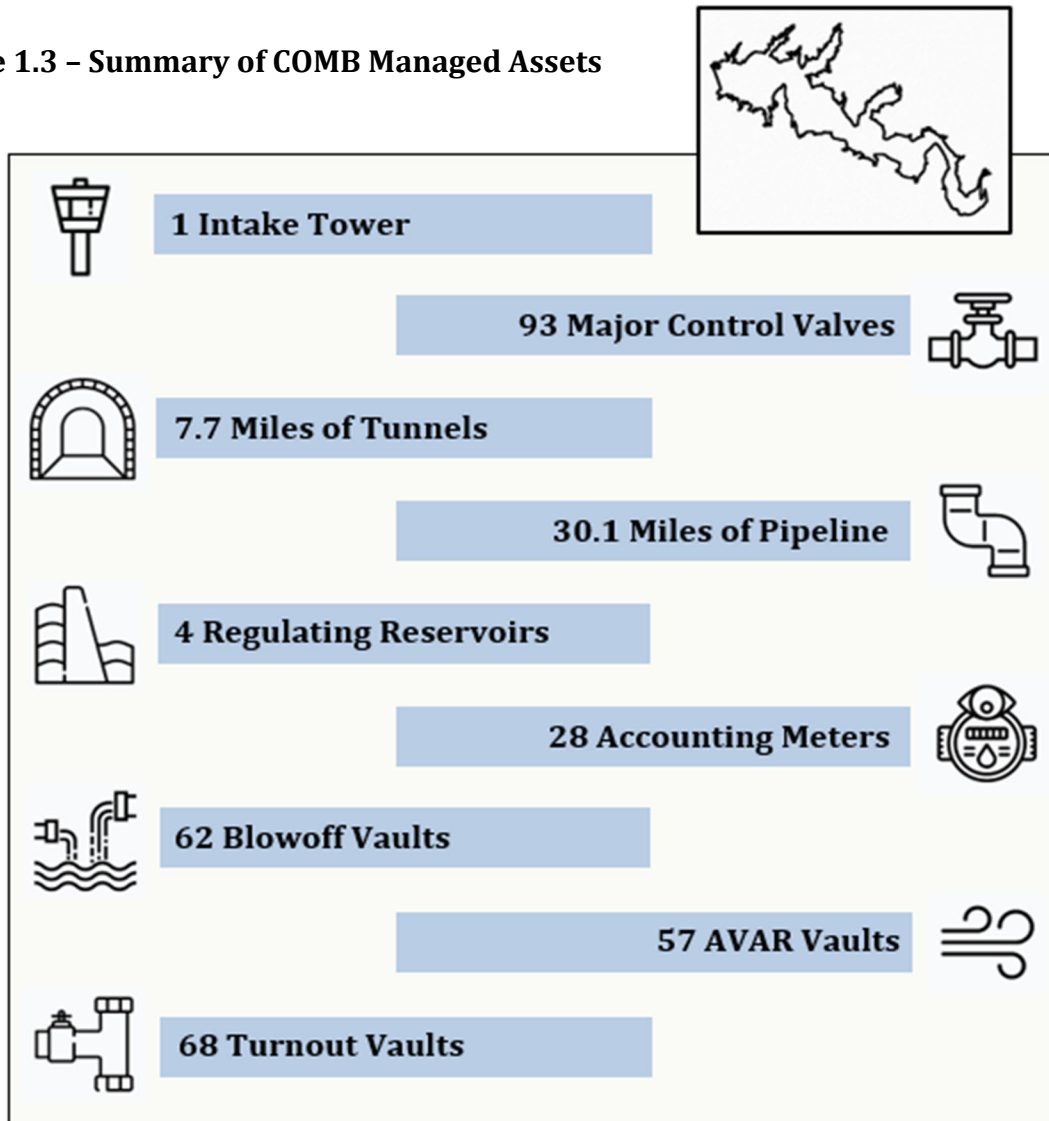 e 1.3 – Summary of COMB Managed Assets
1 Intake Tower
93 Major Control Valves
7.7 Miles of Tunnels
30.1 Miles of Pipeline
4 Regulating Reservoirs
28 Accounting Meters
62 Blowoff Vaults
57 AVAR Vaults
68 Turnout Vaults